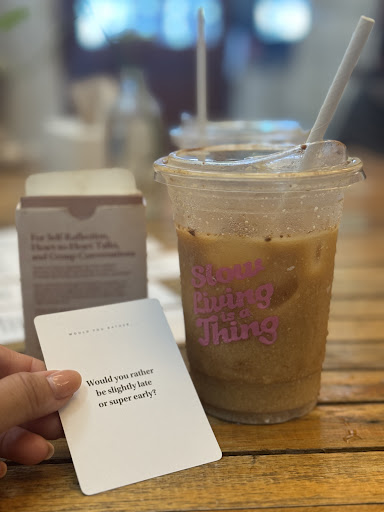 For Self-Reflection,
Heart-to-Heart Talks,
and Group Conversations
WOULD YOU RATHER...
Would you rather
be slightly late
or super early?
Slow
Living
is a
Thing